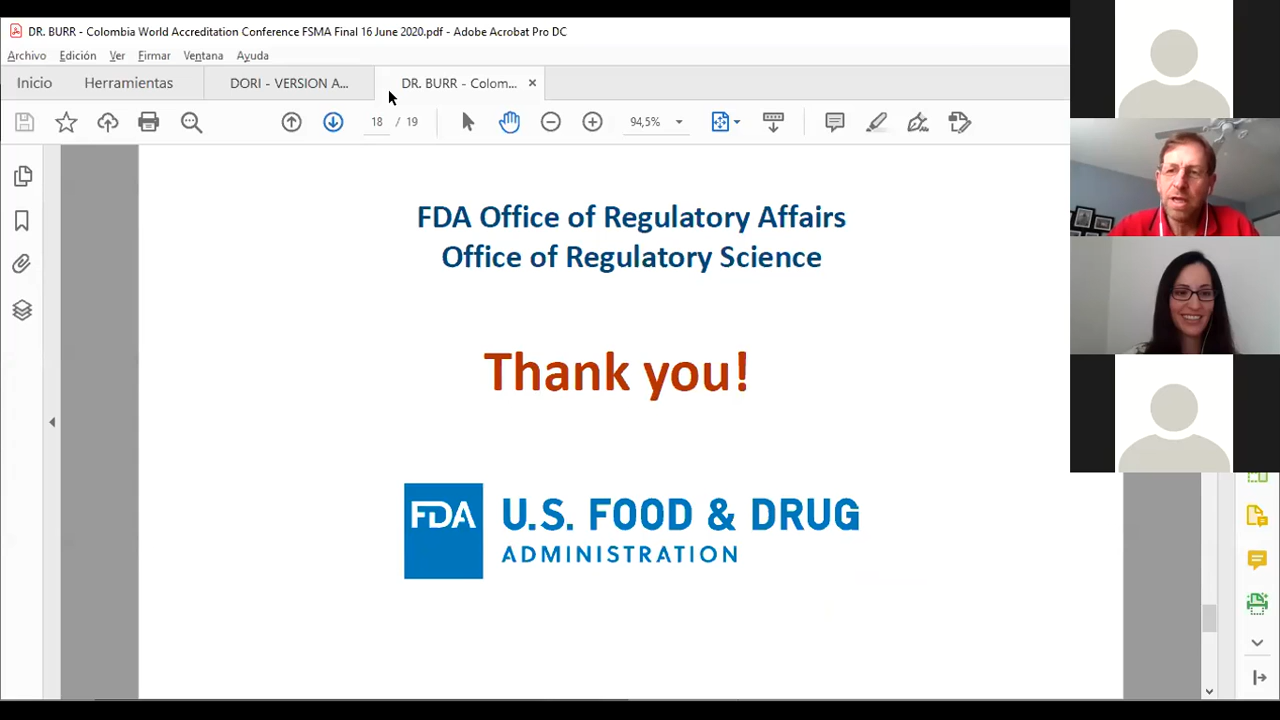 DR. BURR - Colombia World Accreditation Conference FSMA Final 16 June 2020.pdf - Adobe Acrobat Pro DC
Archivo Edición Ver Firmar Ventana Ayuda
Inicio Herramientas DORI - VERSION A... DR. BURR - Colom... ×
18 / 19 94,5%
FDA Office of Regulatory Affairs
Office of Regulatory Science
Thank you!
FDA U.S. FOOD & DRUG
ADMINISTRATION